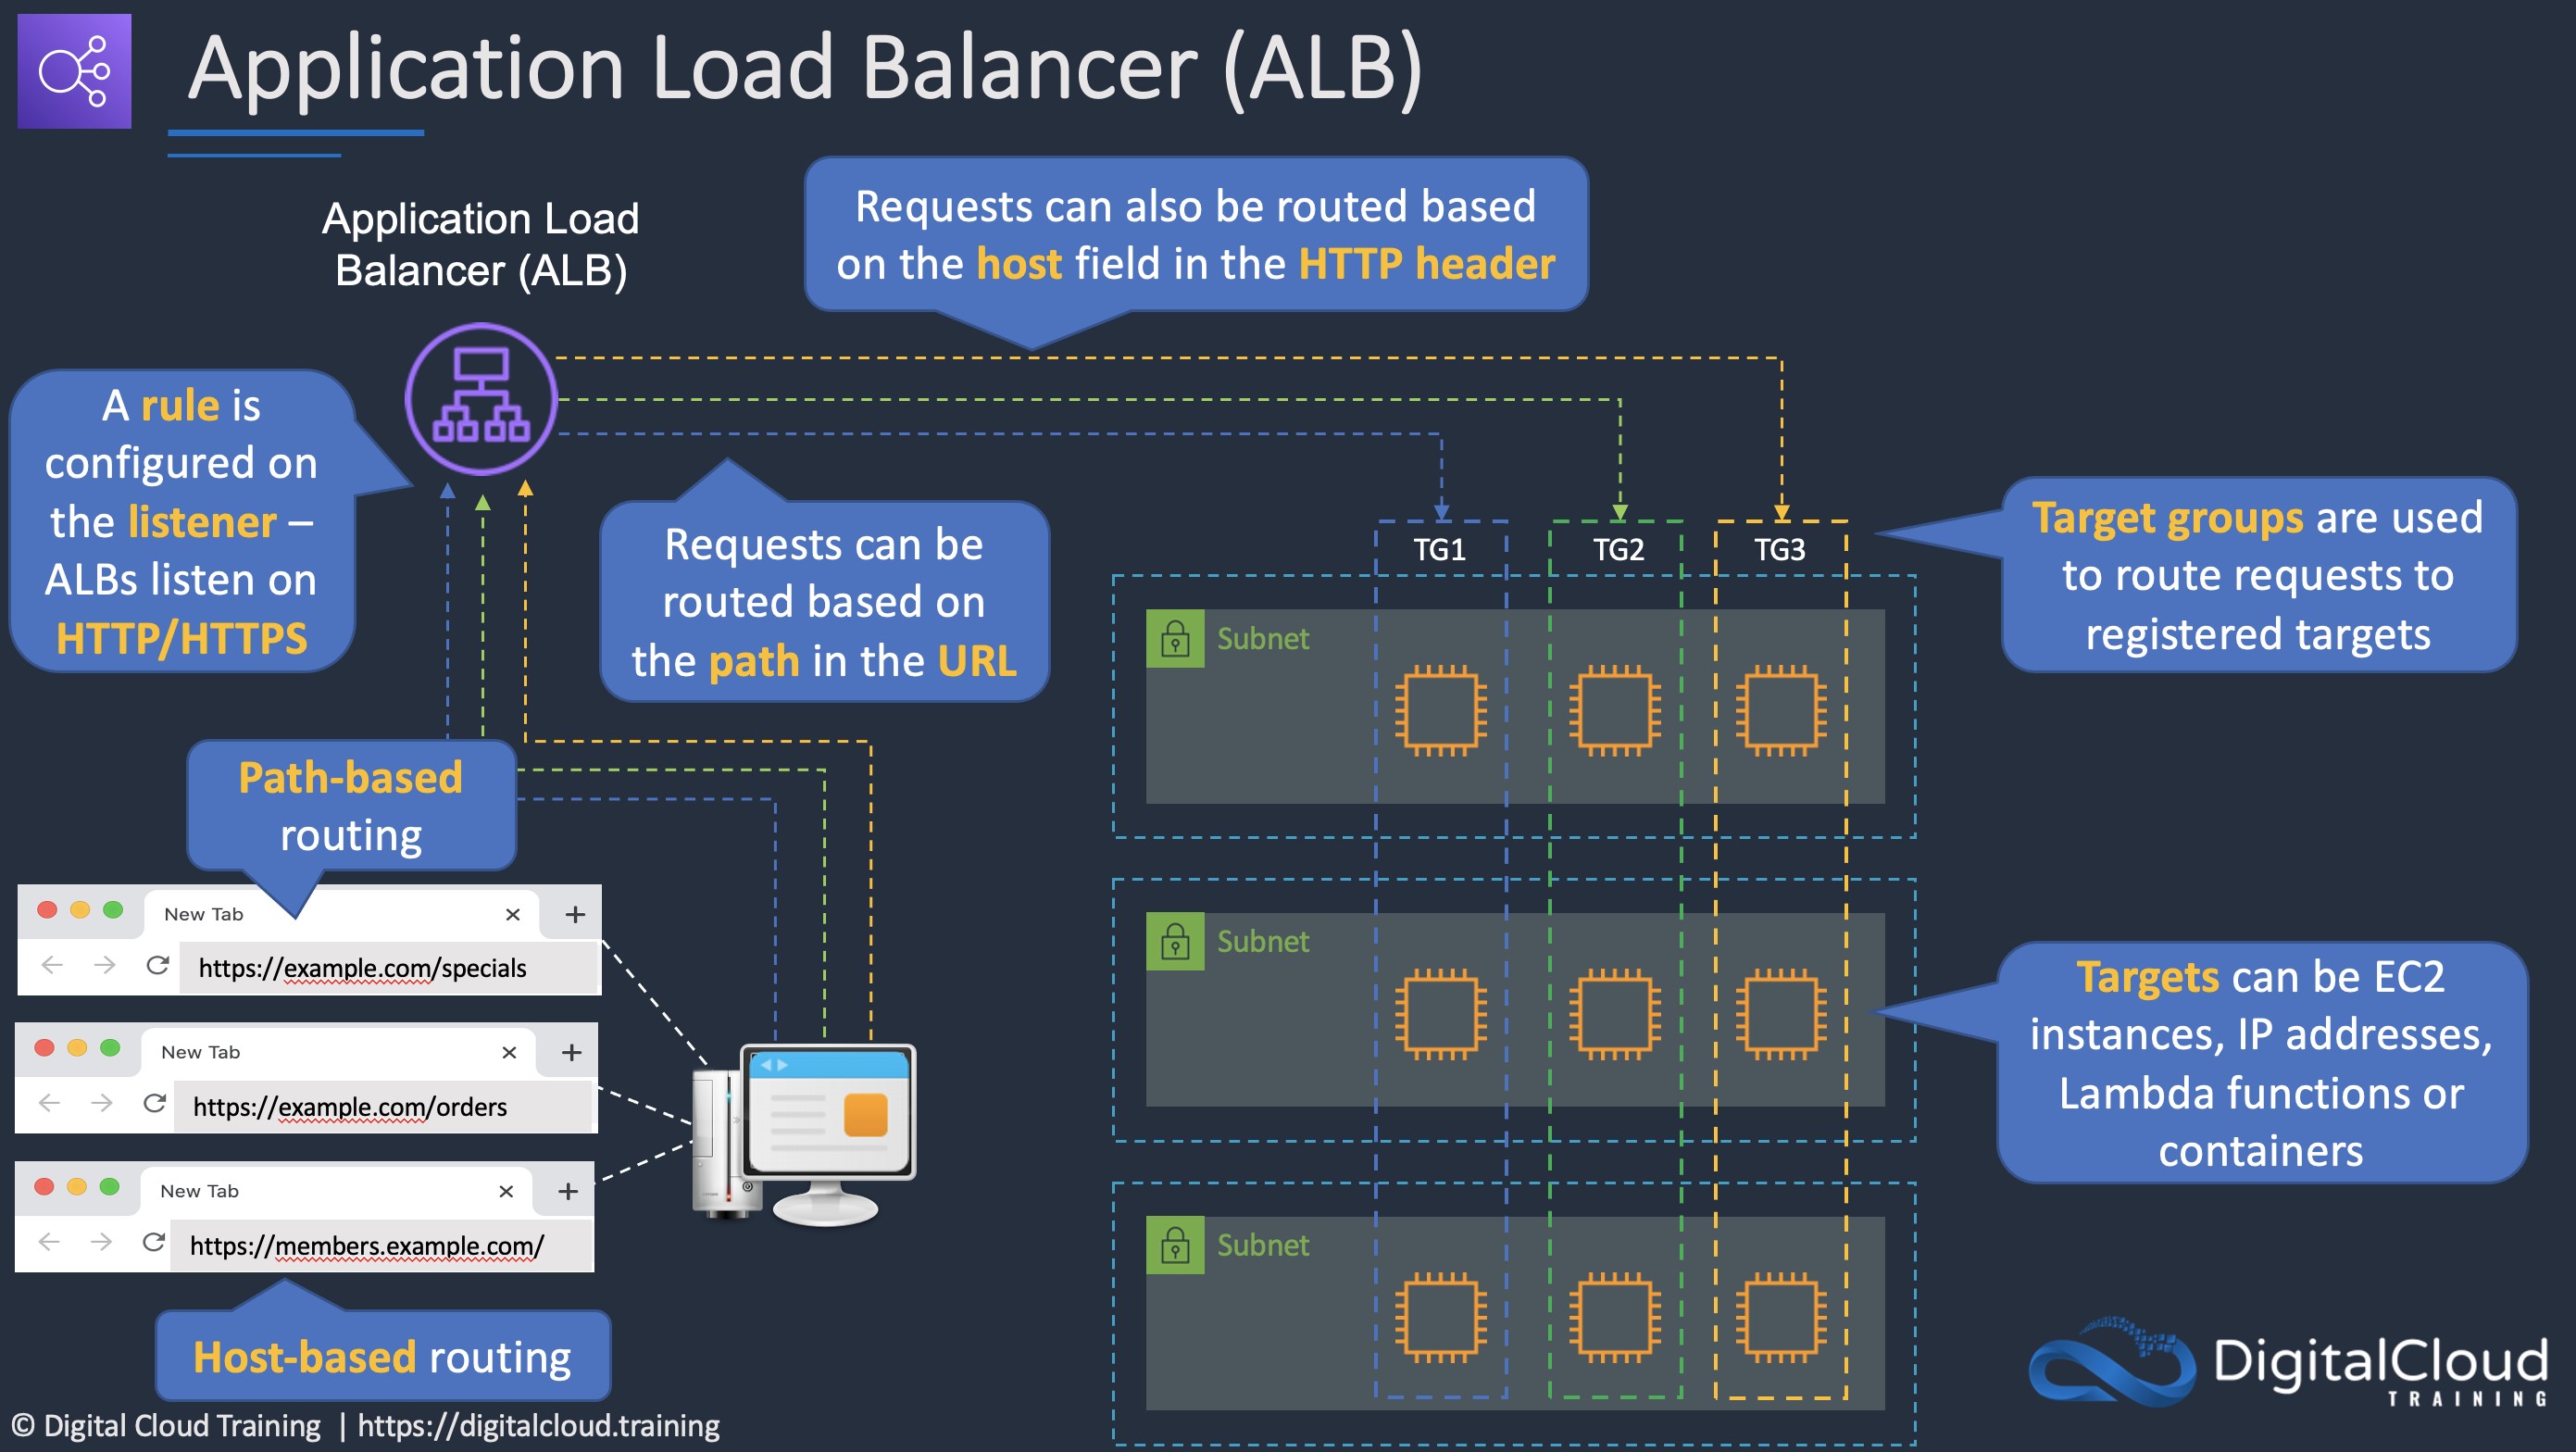 Application Load Balancer (ALB)
Application Load
Balancer (ALB)
Requests can also be routed based
on the host field in the HTTP header
A rule is
configured on
the listener –
ALBs listen on
HTTP/HTTPS
Requests can be
routed based on
the path in the URL
TG1
TG2
TG3
Target groups are used
to route requests to
registered targets
Subnet
Path-based
routing
New Tab
https://example.com/specials
Subnet
Targets can be EC2
instances, IP addresses,
Lambda functions or
containers
New Tab
https://example.com/orders
New Tab
https://members.example.com/
Subnet
Host-based routing
DigitalCloud
TRAINING
© Digital Cloud Training | https://digitalcloud.training